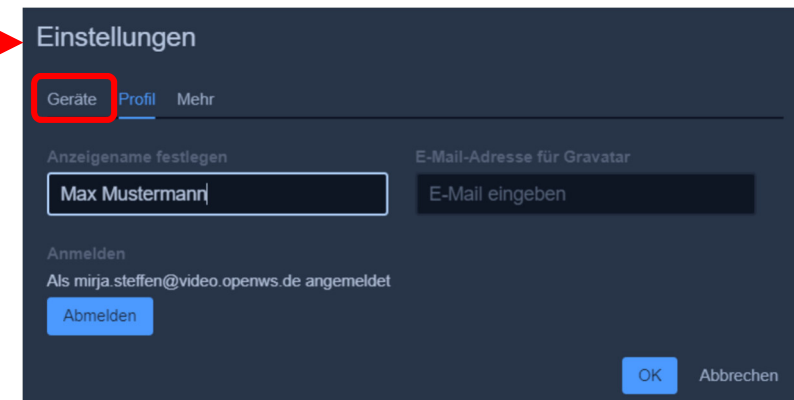 Einstellungen
Geräte Profil Mehr
Anzeigename festlegen E-Mail-Adresse für Gravatar
Max Mustermann E-Mail eingeben
Anmelden
Als mirja.steffen@video.openws.de angemeldet
Abmelden
OK Abbrechen